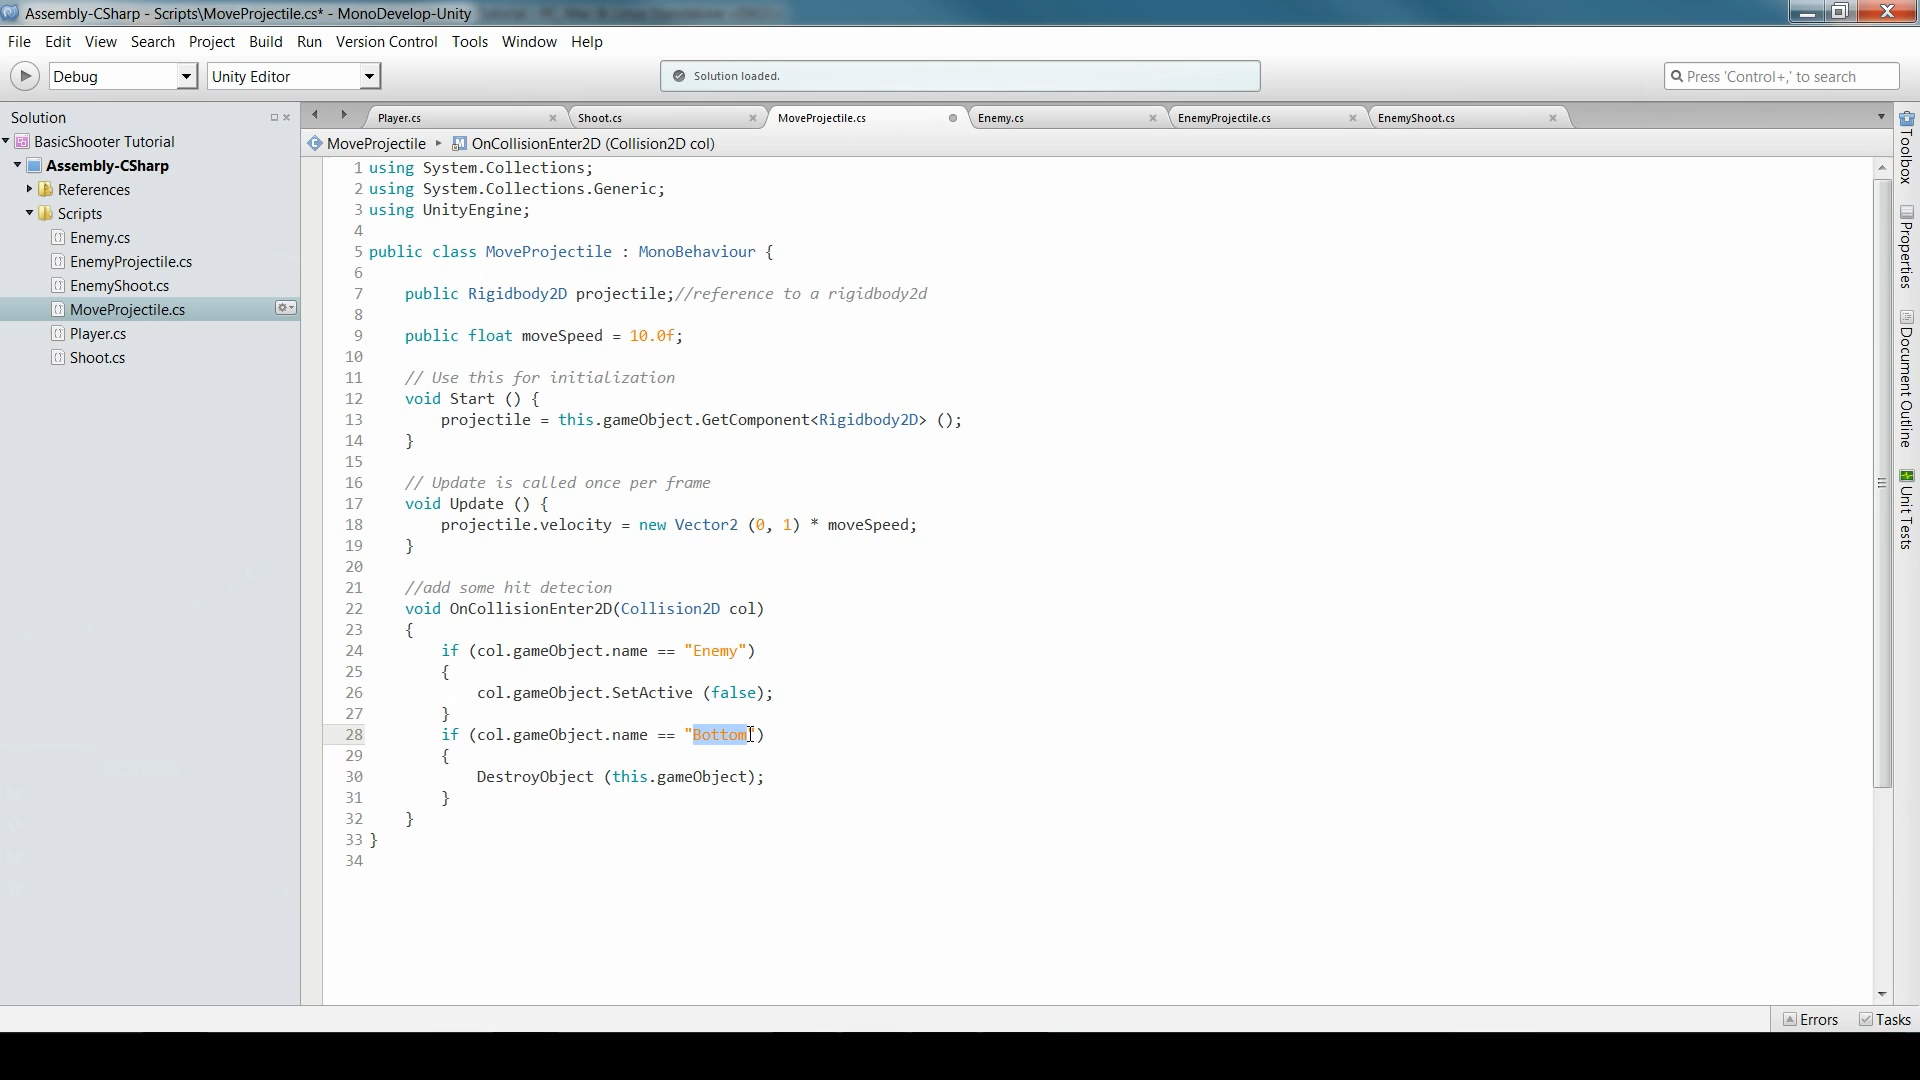 Assembly-CSharp - Scripts\MoveProjectile.cs* - MonoDevelop-Unity
File Edit View Search Project Build Run Version Control Tools Window Help
Debug Unity Editor Solution loaded. Press 'Control+,' to search
Solution
BasicShooter Tutorial
Assembly-CSharp
References
Scripts
Enemy.cs
EnemyProjectile.cs
EnemyShoot.cs
MoveProjectile.cs
Player.cs
Shoot.cs
Player.cs Shoot.cs MoveProjectile.cs Enemy.cs EnemyProjectile.cs EnemyShoot.cs
MoveProjectile OnCollisionEnter2D (Collision2D col)
1 using System.Collections;
2 using System.Collections.Generic;
3 using UnityEngine;
4
5 public class MoveProjectile : MonoBehaviour {
6
7 public Rigidbody2D projectile;//reference to a rigidbody2d
8
9 public float moveSpeed = 10.0f;
10
11 // Use this for initialization
12 void Start () {
13 projectile = this.gameObject.GetComponent<Rigidbody2D> ();
14 }
15
16 // Update is called once per frame
17 void Update () {
18 projectile.velocity = new Vector2 (0, 1) * moveSpeed;
19 }
20
21 //add some hit detecion
22 void OnCollisionEnter2D(Collision2D col)
23 {
24 if (col.gameObject.name == "Enemy")
25 {
26 col.gameObject.SetActive (false);
27 }
28 if (col.gameObject.name == "Bottom")
29 {
30 DestroyObject (this.gameObject);
31 }
32 }
33 }
34
Toolbox
Properties
Document Outline
Unit Tests
Errors Tasks